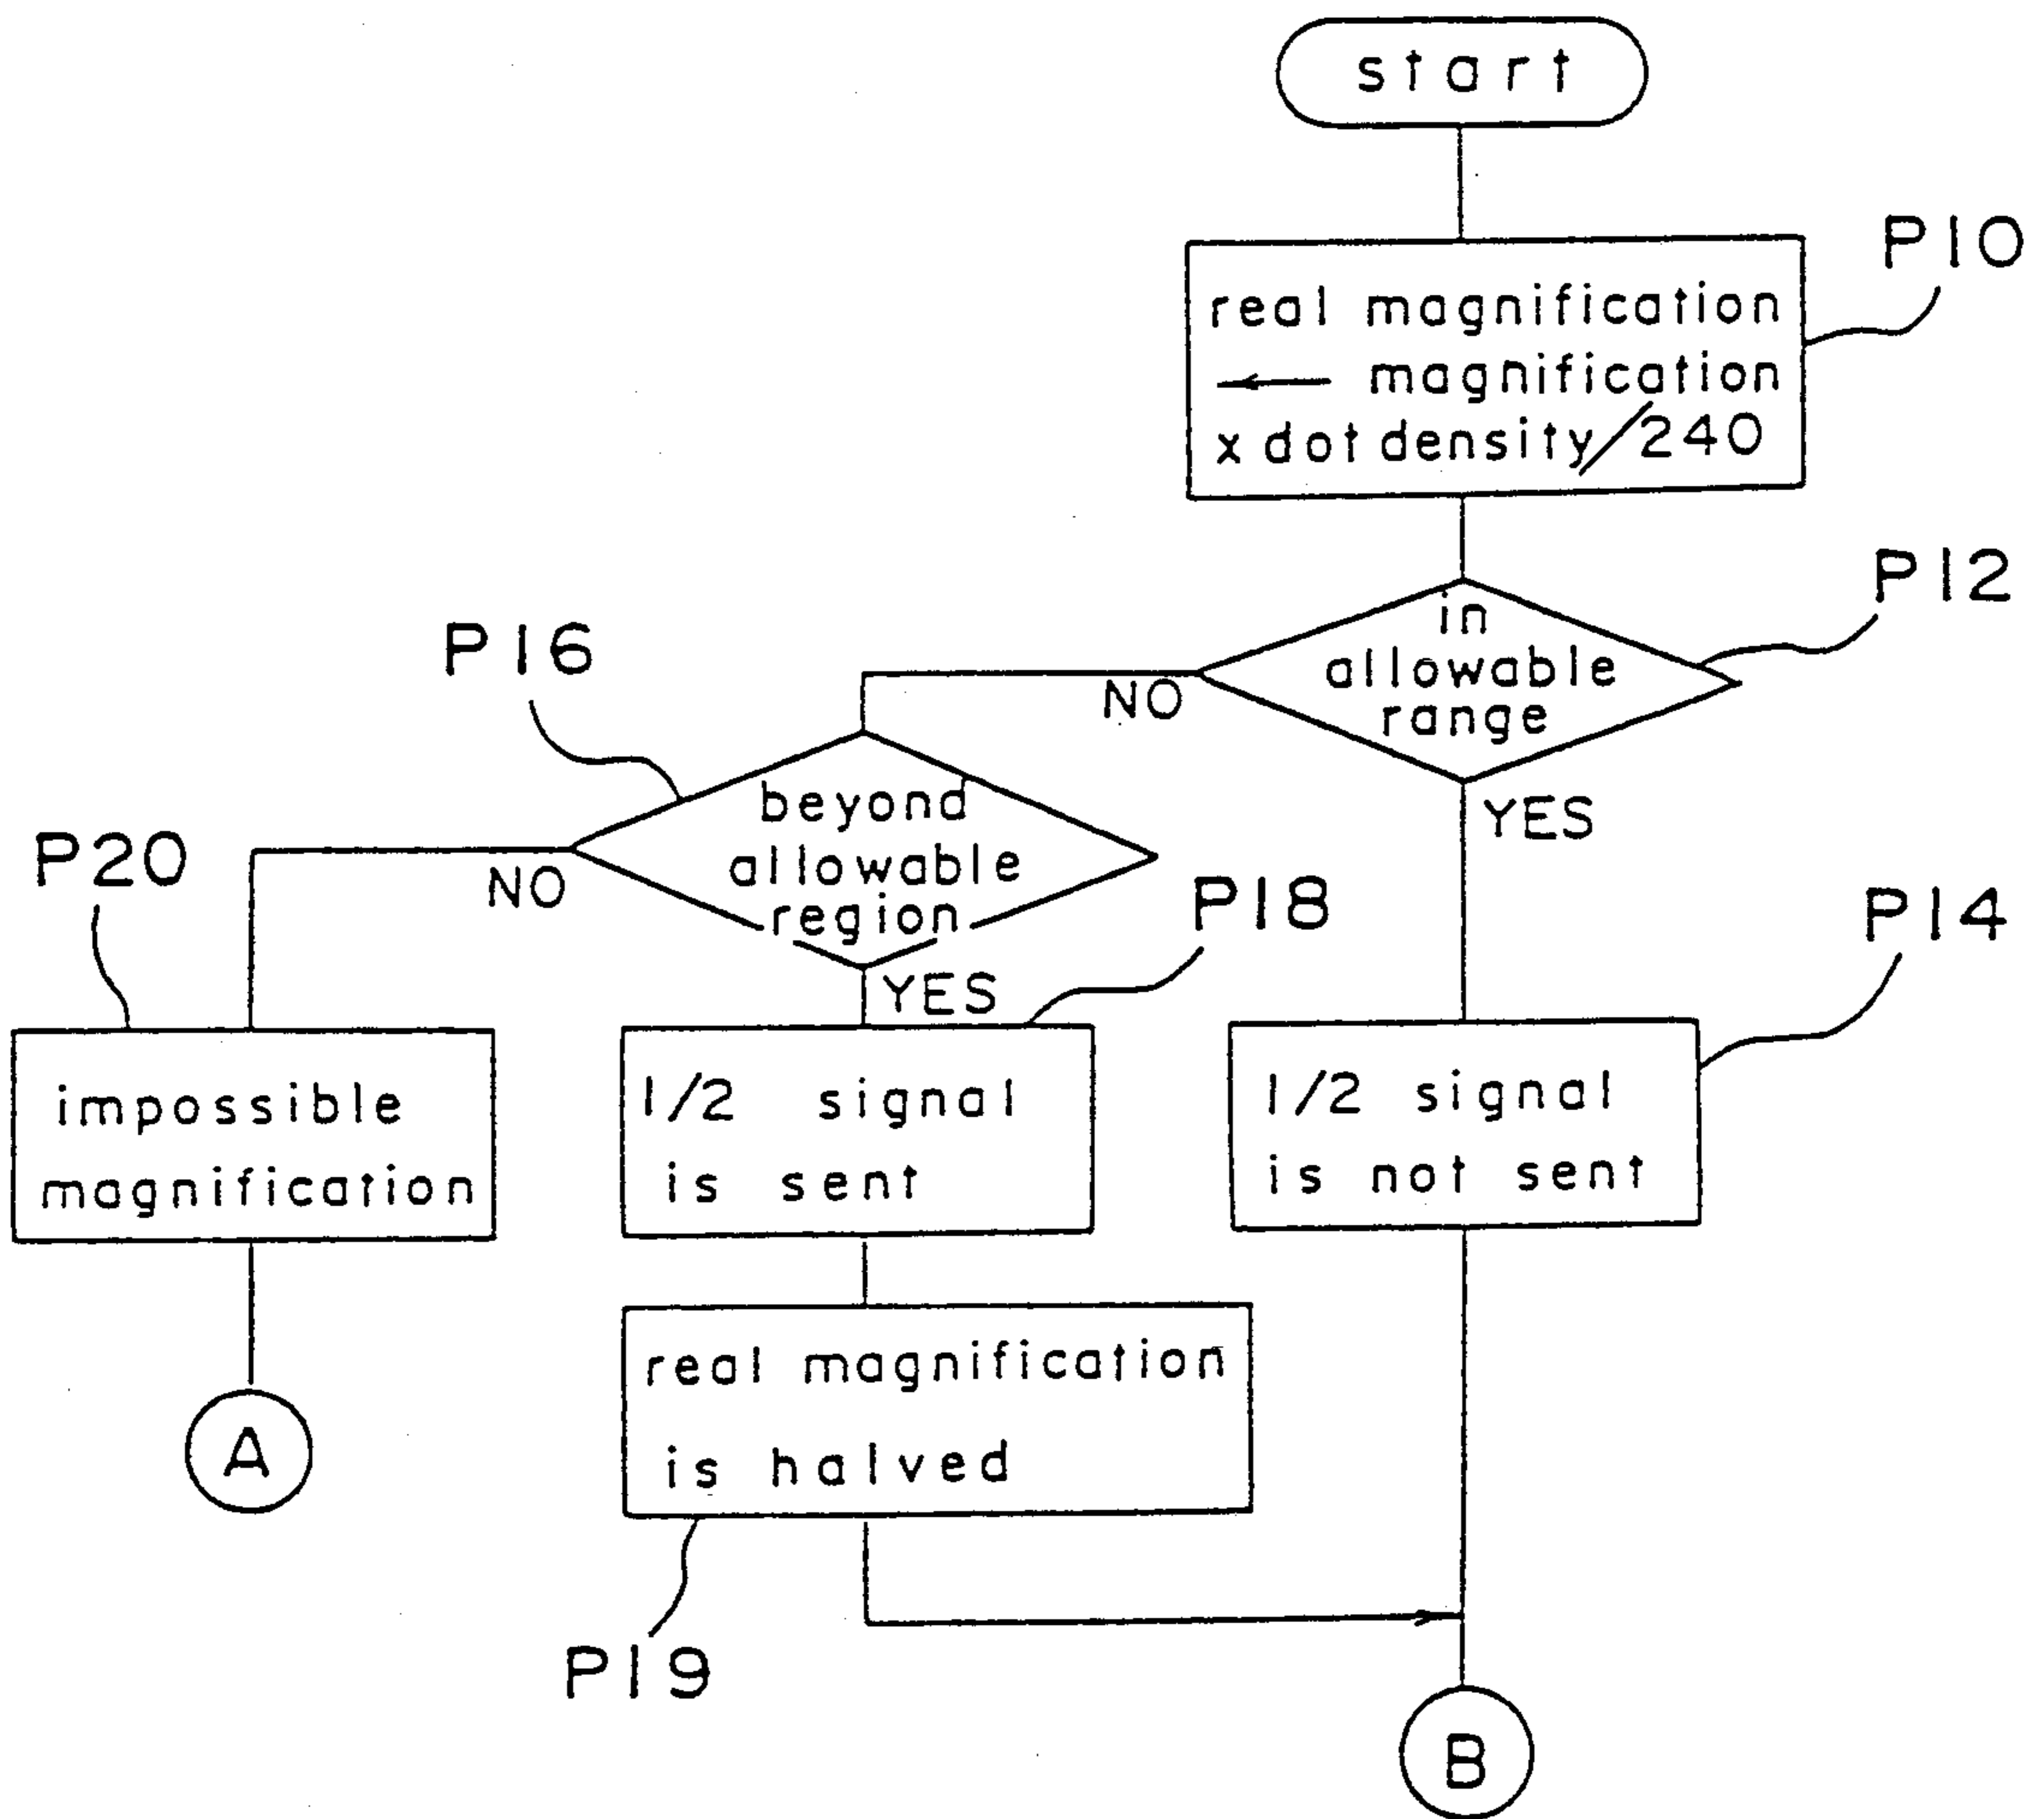 start
P10
real magnification
← magnification
x dot density/240
P12
in
allowable
range
NO
YES
P16
beyond
allowable
region
NO
YES
P20
P18
P14
impossible
magnification
1/2 signal
is sent
1/2 signal
is not sent
real magnification
is halved
A
P19
B